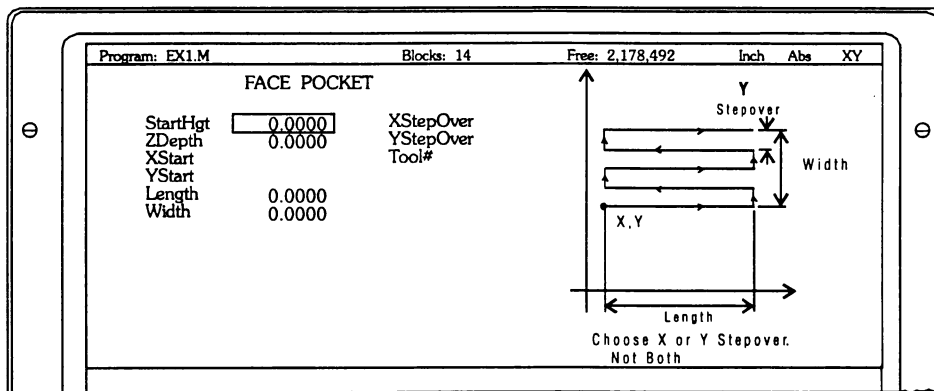 Program: EX1.M Blocks: 14 Free: 2,178,492 Inch Abs XY
FACE POCKET
StartHgt 0.0000 XStepOver
ZDepth 0.0000 YStepOver
XStart Tool#
YStart
Length 0.0000
Width 0.0000
Y
Stepover
Width
X,Y
Length
Choose X or Y Stepover.
Not Both